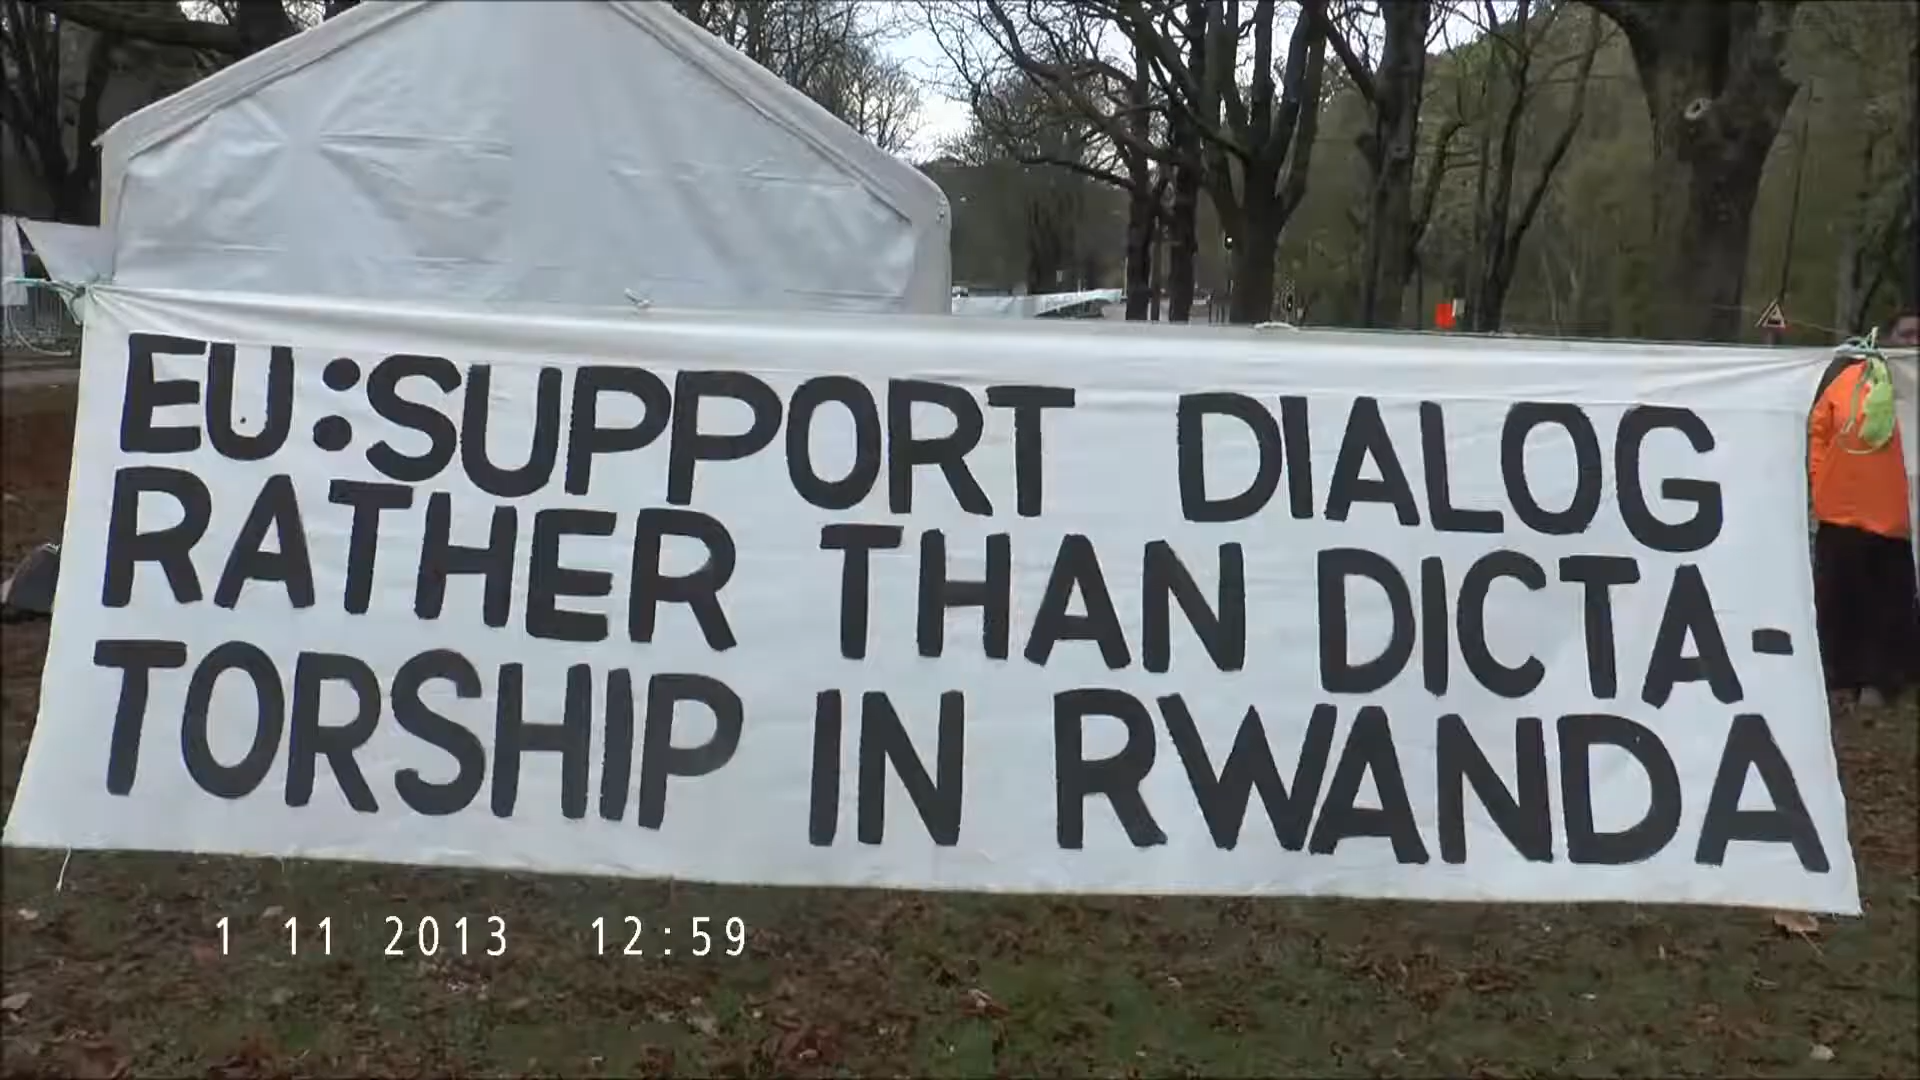 EU:SUPPORT DIALOG
RATHER THAN DICTA-
TORSHIP IN RWANDA
1 11 2013 12:59